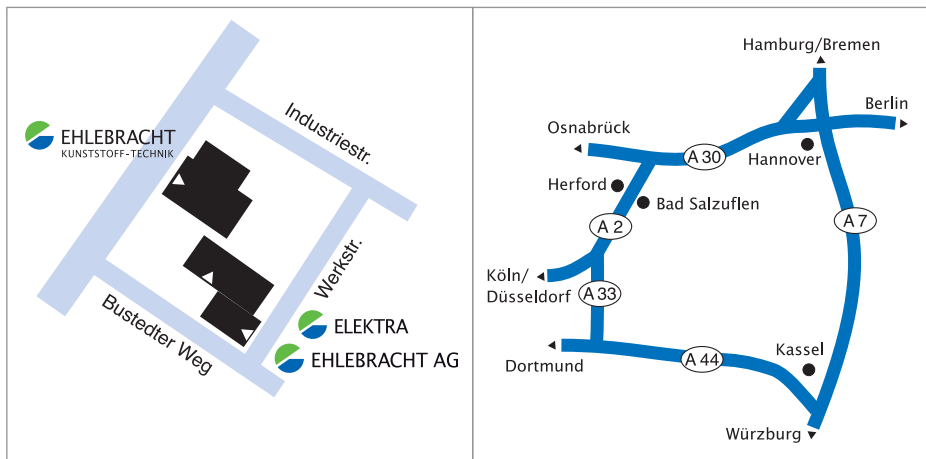 EHLEBRACHT
KUNSTSTOFF-TECHNIK
Industriestr.
Werkstr.
Bustedter Weg
ELEKTRA
EHLEBRACHT AG
Hamburg/Bremen
Berlin
Osnabrück
A 30
Hannover
Herford
Bad Salzuflen
A 2
A 7
Köln/
Düsseldorf
A 33
Dortmund
A 44
Kassel
Würzburg